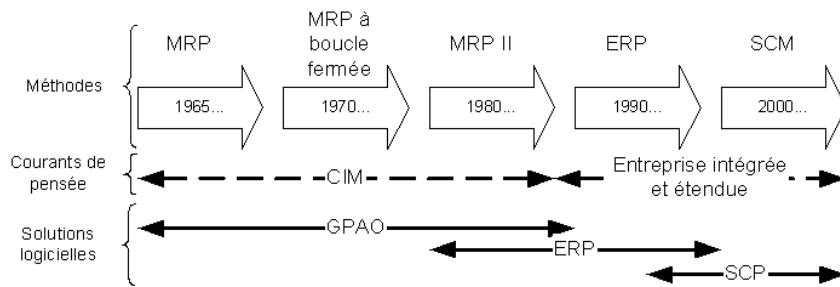 MRP
MRP à
boucle
fermée
MRP II
ERP
SCM
Méthodes
1965...
1970...
1980...
1990...
2000...
Courants de
pensée
CIM
Entreprise intégrée
et étendue
Solutions
logicielles
GPAO
ERP
SCP